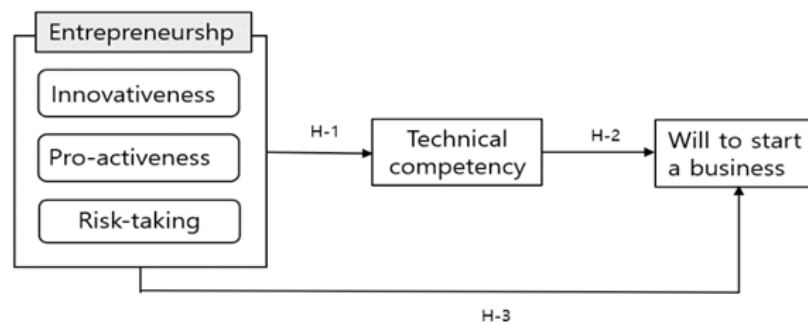 Entrepreneurshp
Innovativeness
Pro-activeness
Risk-taking
H-1
Technical
competency
H-2
Will to start
a business
H-3